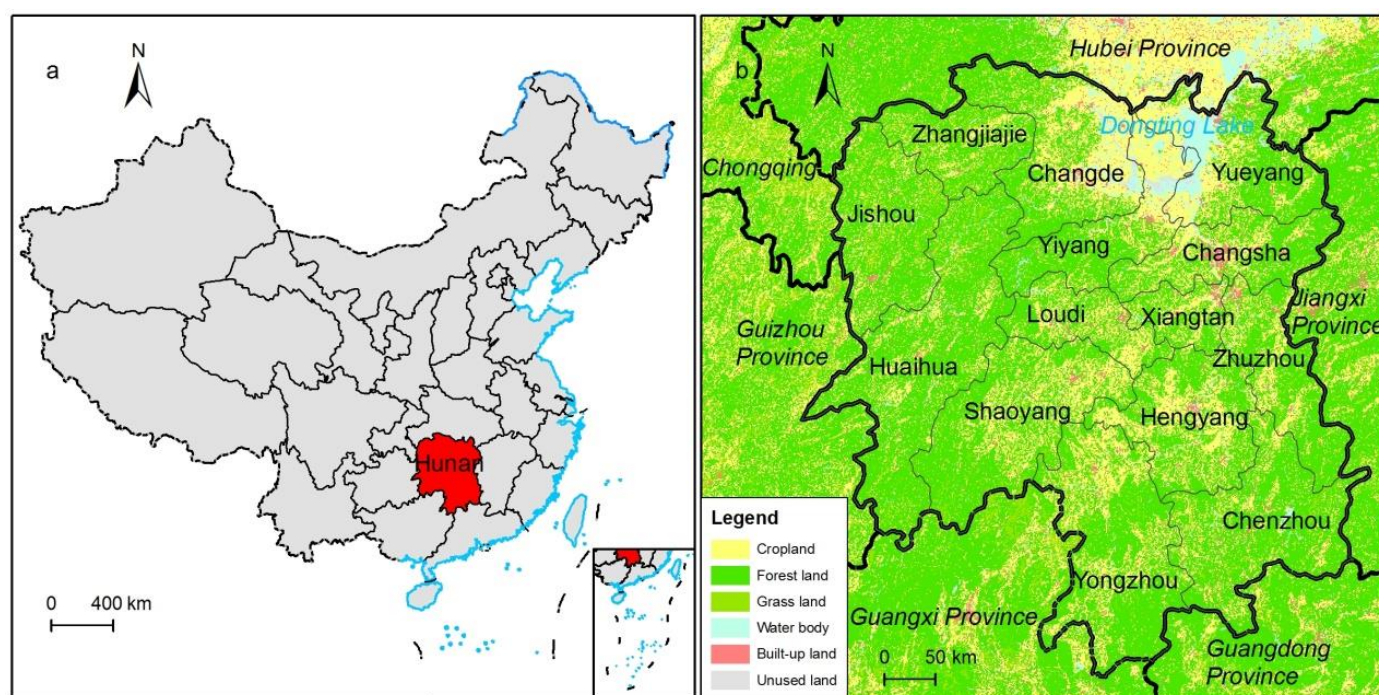 N
a
Hunan
0 400 km
N
b
Hubei Province
Dongting Lake
Zhangjiajie
Chongqing
Changde
Yueyang
Jishou
Yiyang
Changsha
Loudi
Xiangtan
Jiangxi
Province
Guizhou
Province
Huaihua
Zhuzhou
Shaoyang
Hengyang
Chenzhou
Yongzhou
Guangxi Province
Guangdong
Province
0 50 km
Legend
Cropland
Forest land
Grass land
Water body
Built-up land
Unused land